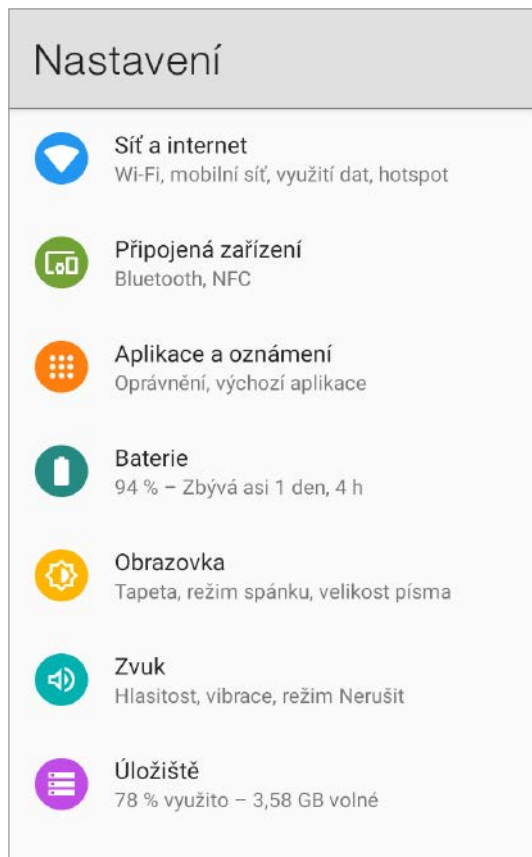 Nastavení
Síť a internet
Wi-Fi, mobilní síť, využití dat, hotspot
Připojená zařízení
Bluetooth, NFC
Aplikace a oznámení
Oprávnění, výchozí aplikace
Baterie
94 % – Zbývá asi 1 den, 4 h
Obrazovka
Tapeta, režim spánku, velikost písma
Zvuk
Hlasitost, vibrace, režim Nerušit
Úložiště
78 % využito – 3,58 GB volné